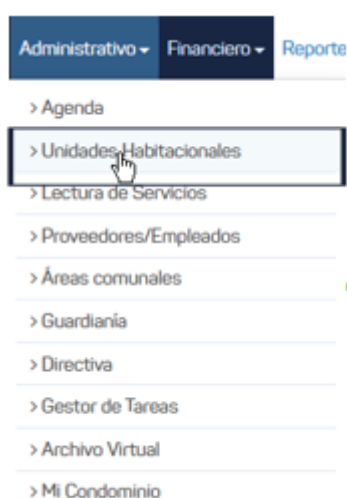 Administrativo Financiero Reporte
> Agenda
> Unidades Habitacionales
> Lectura de Servicios
> Proveedores/Empleados
> Áreas comunales
> Guardianía
> Directiva
> Gestor de Tareas
> Archivo Virtual
> Mi Condominio